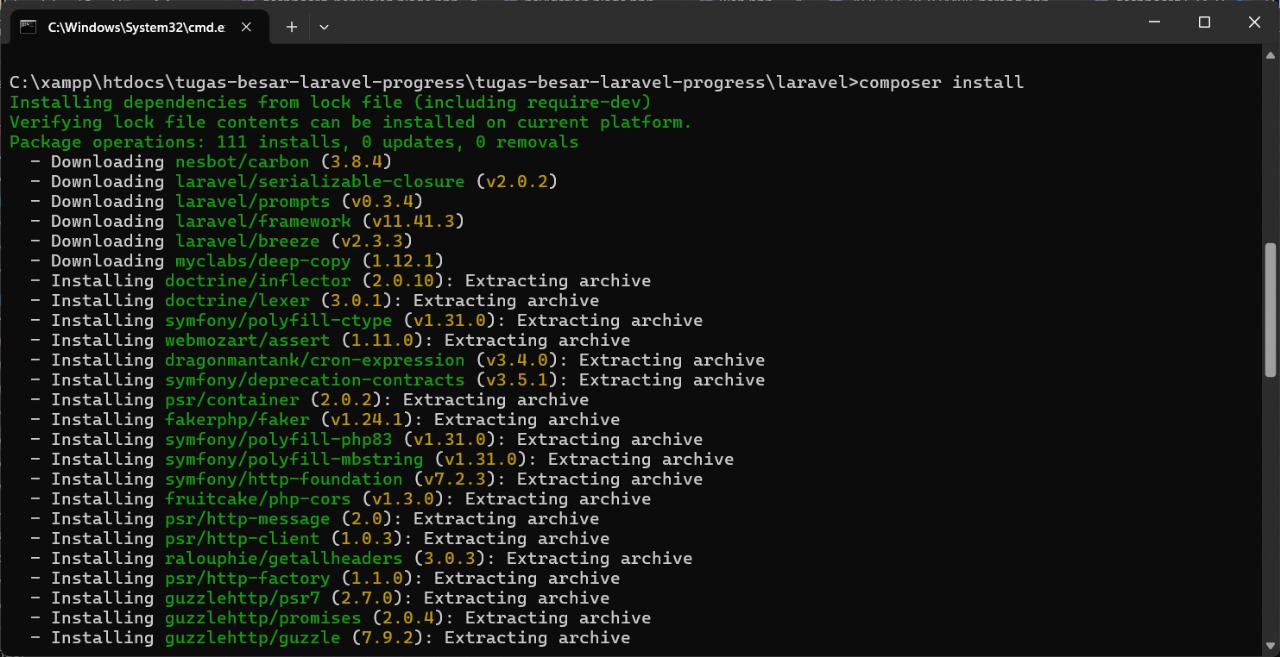 C:\Windows\System32\cmd.e
C:\xampp\htdocs\tugas-besar-laravel-progress\tugas-besar-laravel-progress\laravel>composer install
Installing dependencies from lock file (including require-dev)
Verifying lock file contents can be installed on current platform.
Package operations: 111 installs, 0 updates, 0 removals
- Downloading nesbot/carbon (3.8.4)
- Downloading laravel/serializable-closure (v2.0.2)
- Downloading laravel/prompts (v0.3.4)
- Downloading laravel/framework (v11.41.3)
- Downloading laravel/breeze (v2.3.3)
- Downloading myclabs/deep-copy (1.12.1)
- Installing doctrine/inflector (2.0.10): Extracting archive
- Installing doctrine/lexer (3.0.1): Extracting archive
- Installing symfony/polyfill-ctype (v1.31.0): Extracting archive
- Installing webmozart/assert (1.11.0): Extracting archive
- Installing dragonmantank/cron-expression (v3.4.0): Extracting archive
- Installing symfony/deprecation-contracts (v3.5.1): Extracting archive
- Installing psr/container (2.0.2): Extracting archive
- Installing fakerphp/faker (v1.24.1): Extracting archive
- Installing symfony/polyfill-php83 (v1.31.0): Extracting archive
- Installing symfony/polyfill-mbstring (v1.31.0): Extracting archive
- Installing symfony/http-foundation (v7.2.3): Extracting archive
- Installing fruitcake/php-cors (v1.3.0): Extracting archive
- Installing psr/http-message (2.0): Extracting archive
- Installing psr/http-client (1.0.3): Extracting archive
- Installing ralouphie/getallheaders (3.0.3): Extracting archive
- Installing psr/http-factory (1.1.0): Extracting archive
- Installing guzzlehttp/psr7 (2.7.0): Extracting archive
- Installing guzzlehttp/promises (2.0.4): Extracting archive
- Installing guzzlehttp/guzzle (7.9.2): Extracting archive